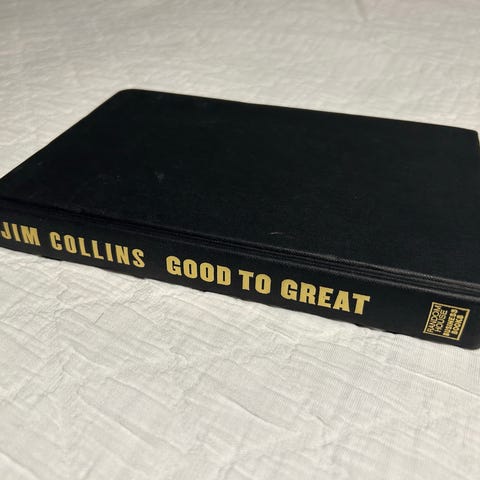 JIM COLLINS GOOD TO GREAT
RANDOM
HOUSE
BUSINESS
BOOKS